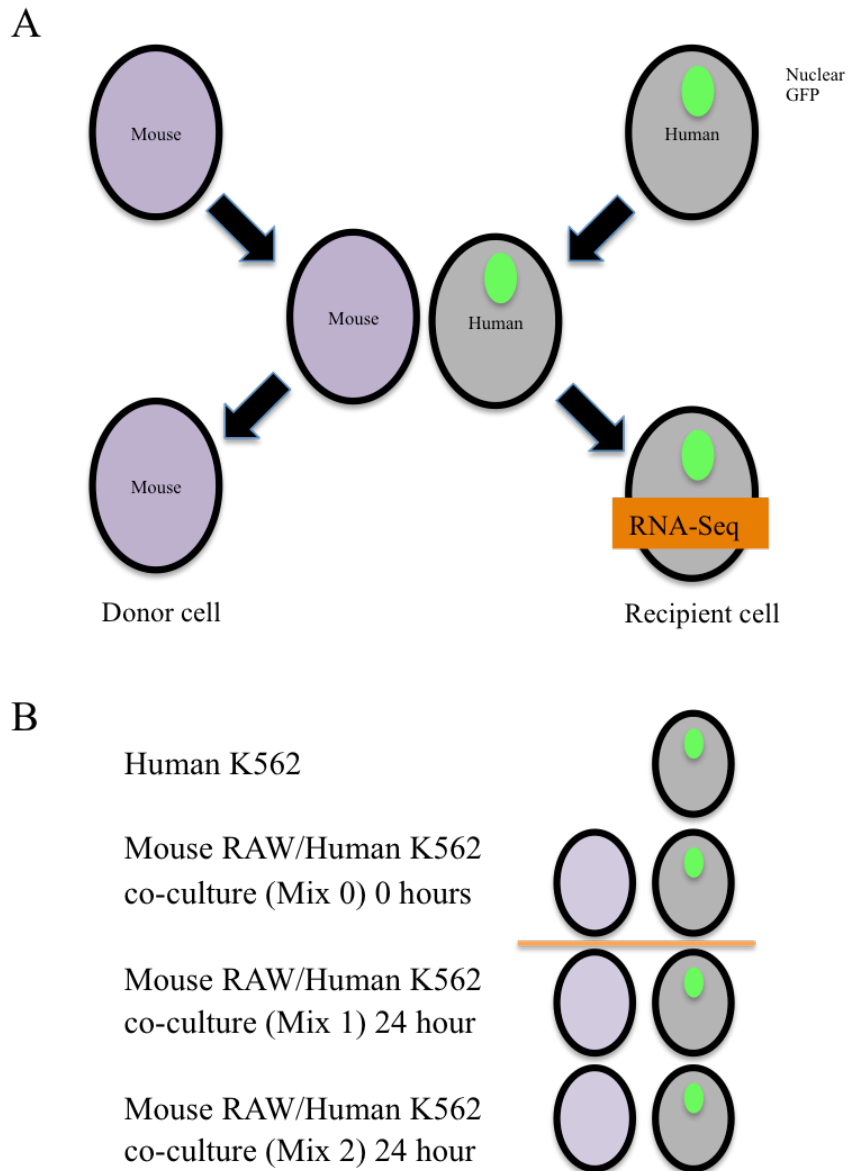 A
Mouse
Human
Nuclear
GFP
Mouse
Human
Mouse
RNA-Seq
Donor cell
Recipient cell
B
Human K562
Mouse RAW/Human K562
co-culture (Mix 0) 0 hours
Mouse RAW/Human K562
co-culture (Mix 1) 24 hour
Mouse RAW/Human K562
co-culture (Mix 2) 24 hour